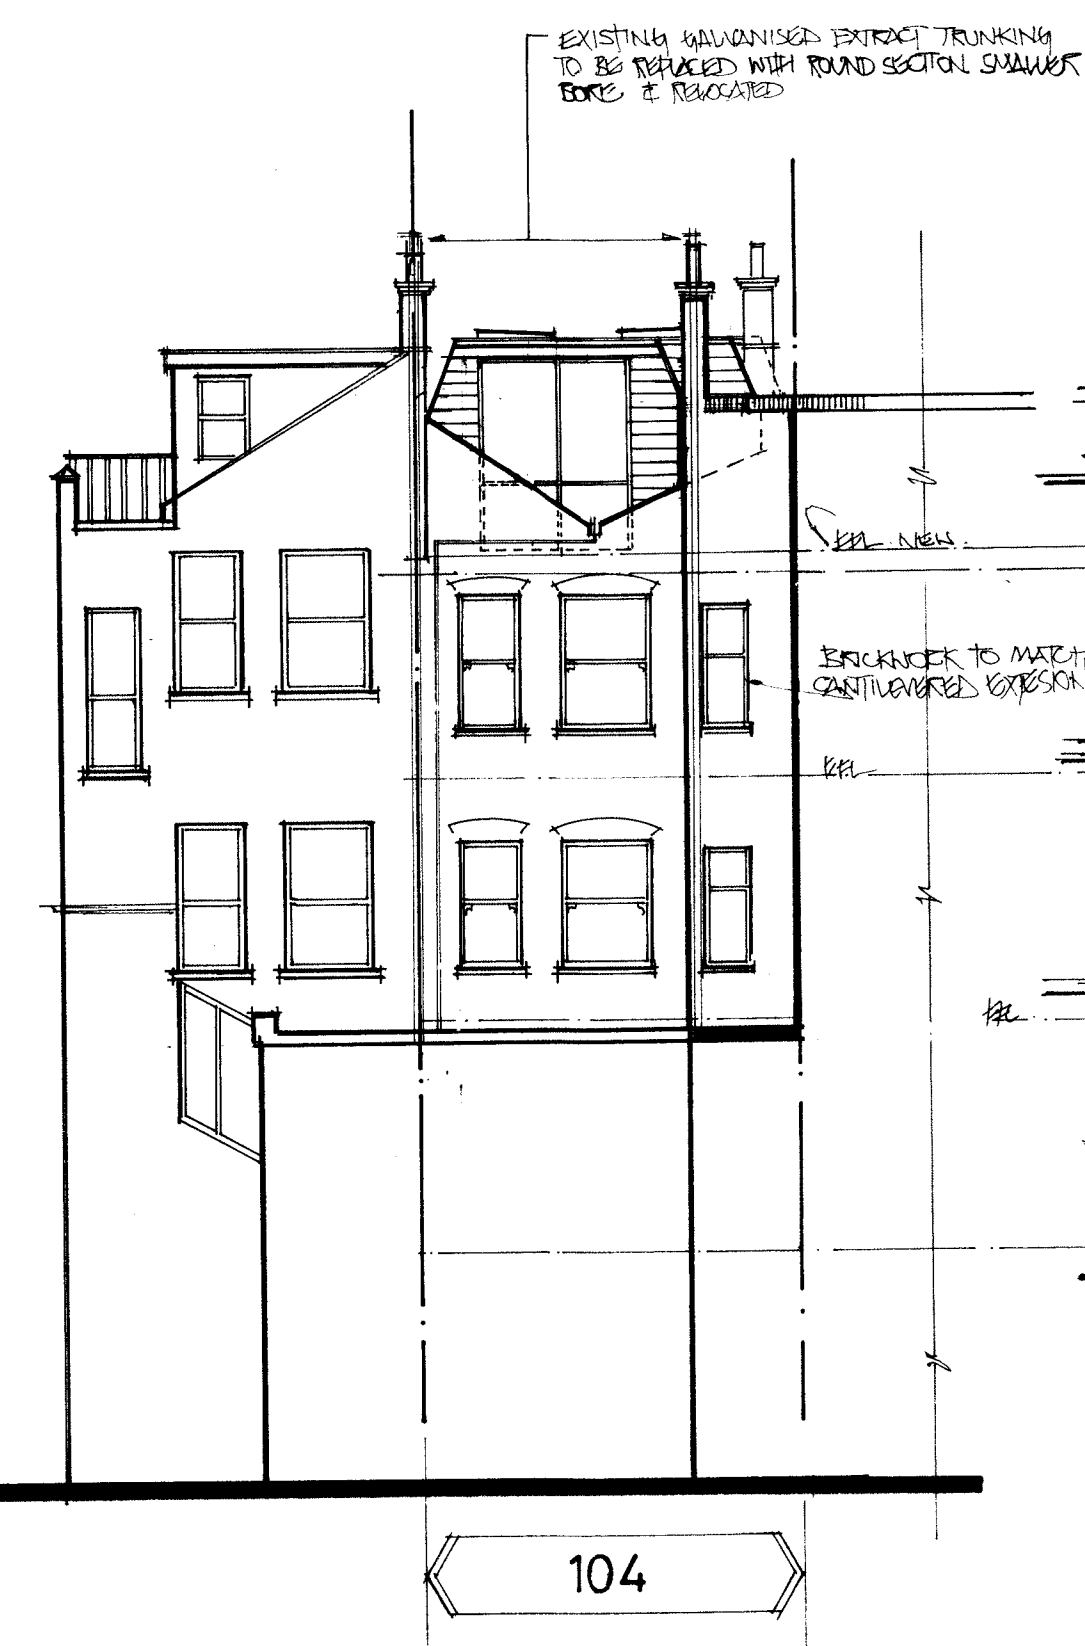 EXISTING GALVANISED EXTRACT TRUNKING
TO BE REPLACED WITH ROUND SECTION SMALLER
BORE & RELOCATED
FFL NEW.
BRICKWORK TO MATCH
CANTILEVERED EXTESION
FFL
FFL
104